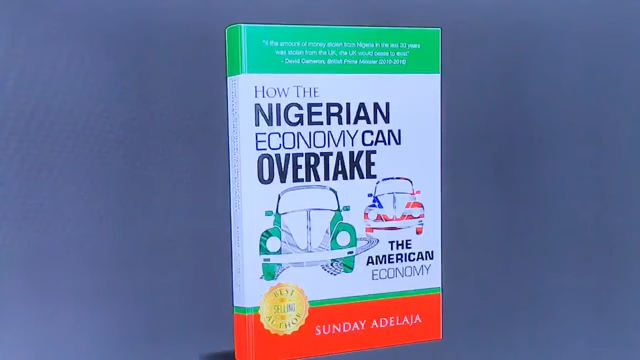 "If the amount of money stolen from Nigeria in the last 30 years
was stolen from the UK, the UK would cease to exist."
- David Cameron, British Prime Minister (2010-2016)
HOW THE
NIGERIAN
ECONOMY CAN
OVERTAKE
THE
AMERICAN
ECONOMY
BEST
SELLING
AUTHOR
SUNDAY ADELAJA